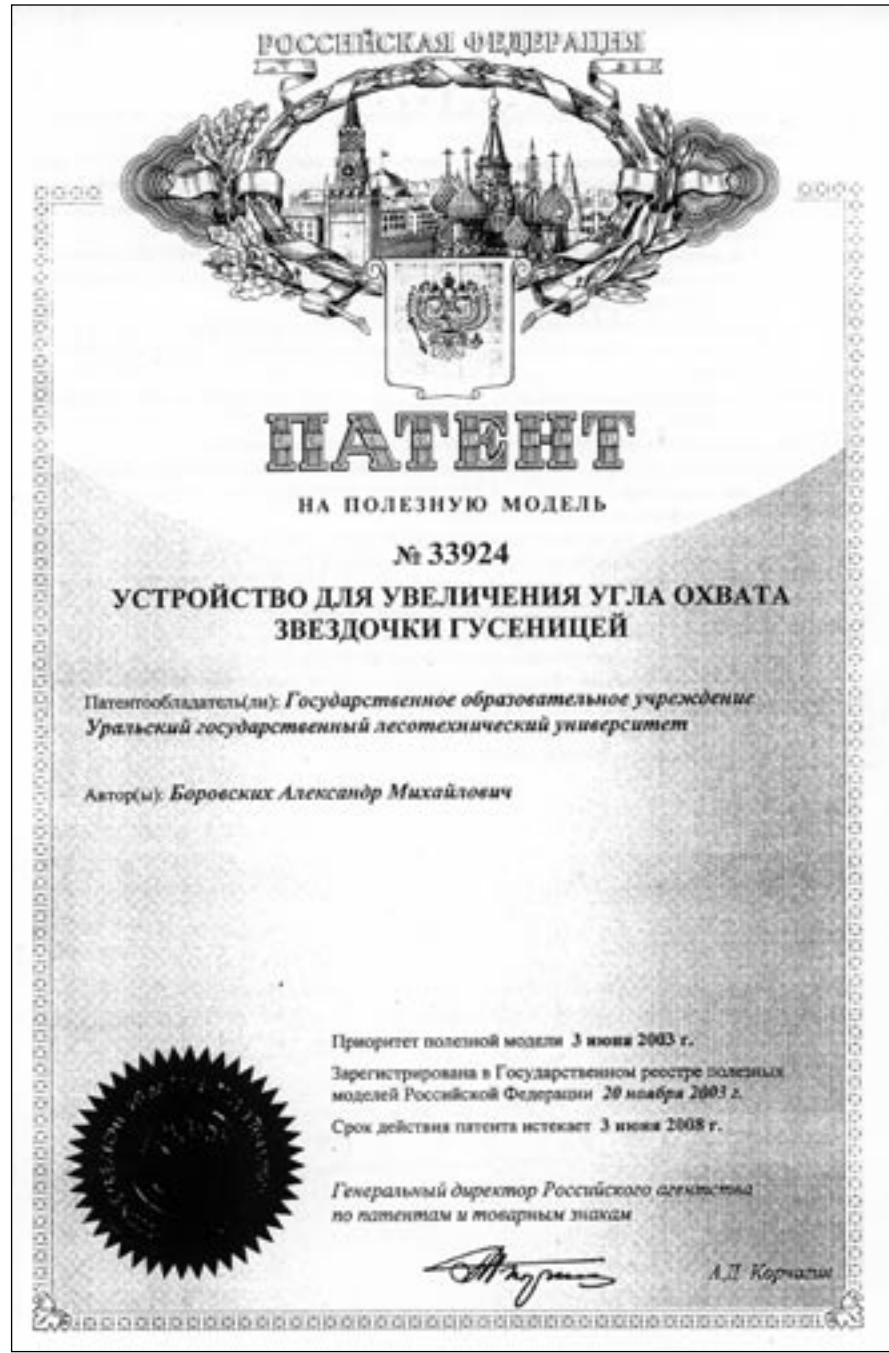 РОССИЙСКАЯ ФЕДЕРАЦИЯ
ПАТЕНТ
НА ПОЛЕЗНУЮ МОДЕЛЬ
№ 33924
УСТРОЙСТВО ДЛЯ УВЕЛИЧЕНИЯ УГЛА ОХВАТА
ЗВЕЗДОЧКИ ГУСЕНИЦЕЙ
Патентообладатель(ли): Государственное образовательное учреждение
Уральский государственный лесотехнический университет
Автор(ы): Боровских Александр Михайлович
Приоритет полезной модели 3 июня 2003 г.
Зарегистрирована в Государственном реестре полезных
моделей Российской Федерации 20 ноября 2003 г.
Срок действия патента истекает 3 июня 2008 г.
Генеральный директор Российского агентства
по патентам и товарным знакам
А.Д. Корчагин